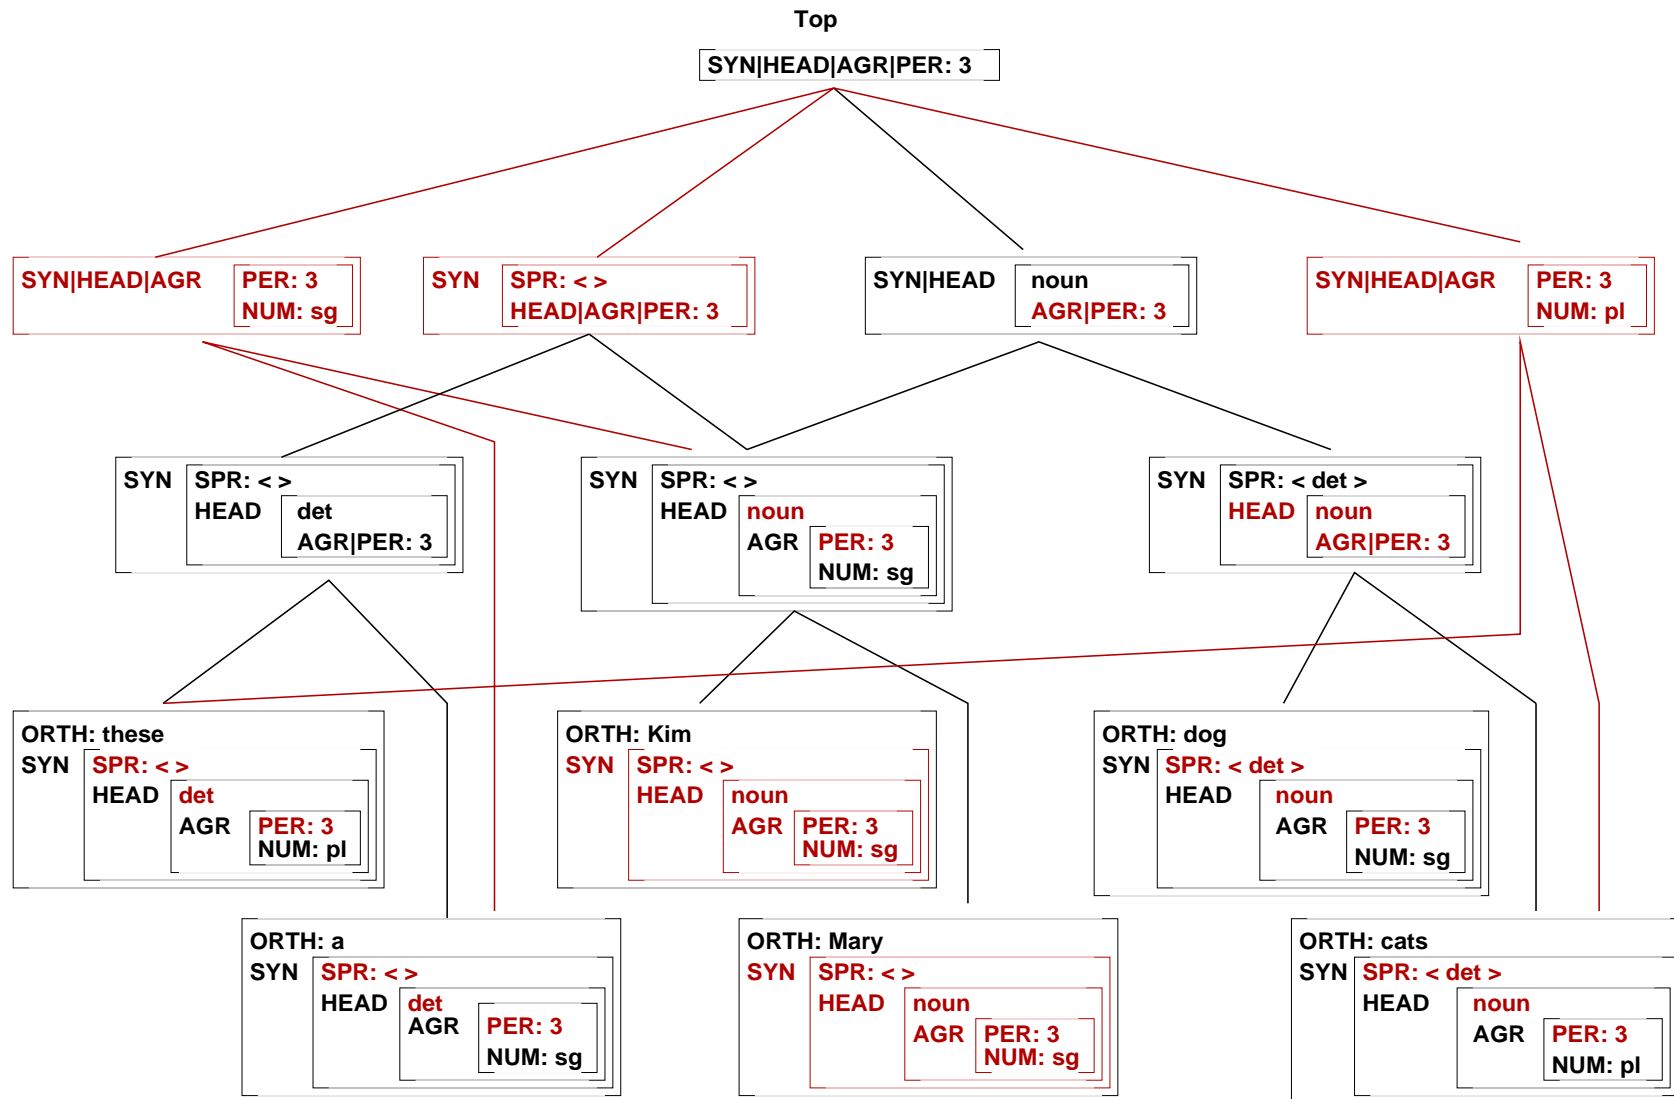 Top
SYN|HEAD|AGR|PER: 3
SYN|HEAD|AGR PER: 3
NUM: sg
SYN SPR: < >
HEAD|AGR|PER: 3
SYN|HEAD noun
AGR|PER: 3
SYN|HEAD|AGR PER: 3
NUM: pl
SYN SPR: < >
HEAD det
AGR|PER: 3
SYN SPR: < >
HEAD noun
AGR PER: 3
NUM: sg
SYN SPR: < det >
HEAD noun
AGR|PER: 3
ORTH: these
SYN SPR: < >
HEAD det
AGR PER: 3
NUM: pl
ORTH: Kim
SYN SPR: < >
HEAD noun
AGR PER: 3
NUM: sg
ORTH: dog
SYN SPR: < det >
HEAD noun
AGR PER: 3
NUM: sg
ORTH: a
SYN SPR: < >
HEAD det
AGR PER: 3
NUM: sg
ORTH: Mary
SYN SPR: < >
HEAD noun
AGR PER: 3
NUM: sg
ORTH: cats
SYN SPR: < det >
HEAD noun
AGR PER: 3
NUM: pl